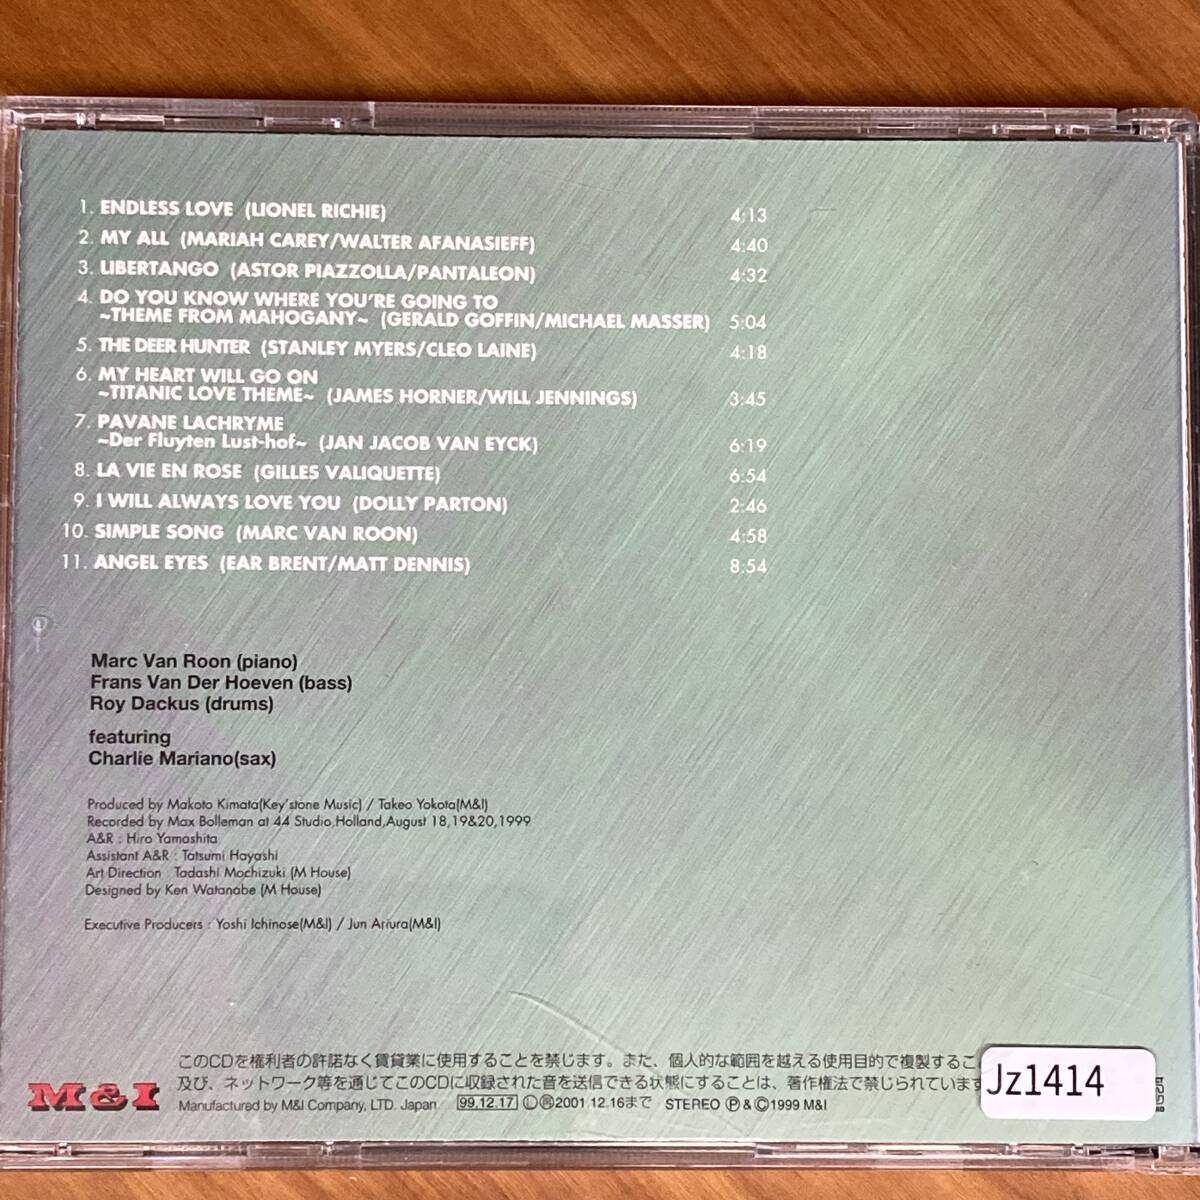 1. ENDLESS LOVE (LIONEL RICHIE) 4:13
2. MY ALL (MARIAH CAREY/WALTER AFANASIEFF) 4:40
3. LIBERTANGO (ASTOR PIAZZOLLA/PANTALEON) 4:32
4. DO YOU KNOW WHERE YOU'RE GOING TO
~THEME FROM MAHOGANY~ (GERALD GOFFIN/MICHAEL MASSER) 5:04
5. THE DEER HUNTER (STANLEY MYERS/CLEO LAINE) 4:18
6. MY HEART WILL GO ON
~TITANIC LOVE THEME~ (JAMES HORNER/WILL JENNINGS) 3:45
7. PAVANE LACHRYME
~Der Fluyten Lust-hof~ (JAN JACOB VAN EYCK) 6:19
8. LA VIE EN ROSE (GILLES VALIQUETTE) 6:54
9. I WILL ALWAYS LOVE YOU (DOLLY PARTON) 2:46
10. SIMPLE SONG (MARC VAN ROON) 4:58
11. ANGEL EYES (EAR BRENT/MATT DENNIS) 8:54
Marc Van Roon (piano)
Frans Van Der Hoeven (bass)
Roy Dackus (drums)
featuring
Charlie Mariano(sax)
Produced by Makoto Kimata(Key'stone Music) / Takeo Yokota(M&I)
Recorded by Max Bolleman at 44 Studio,Holland,August 18,19&20,1999
A&R : Hiro Yamashita
Assistant A&R : Tatsumi Hayashi
Art Direction : Tadashi Mochizuki (M House)
Designed by Ken Watanabe (M House)
Executive Producers : Yoshi Ichinose(M&I) / Jun Ariura(M&I)
このCDを権利者の許諾なく賃貸業に使用することを禁じます。また、個人的な範囲を越える使用目的で複製するこ
及び、ネットワーク等を通じてこのCDに収録された音を送信できる状態にすることは、著作権法で禁じられています
M&I
Manufactured by M&I Company, LTD. Japan 99.12.17 Ⓛ 2001.12.16まで STEREO Ⓟ&©1999 M&I
Jz1414